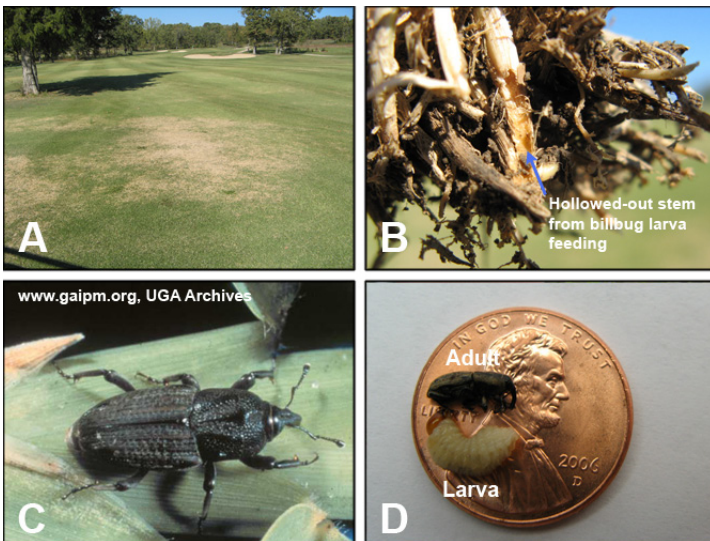 A
B
Hollowed-out stem
from billbug larva
feeding
www.gaipm.org, UGA Archives
C
IN GOD WE TRUST
Adult
LIBERTY
2006
D
Larva
D